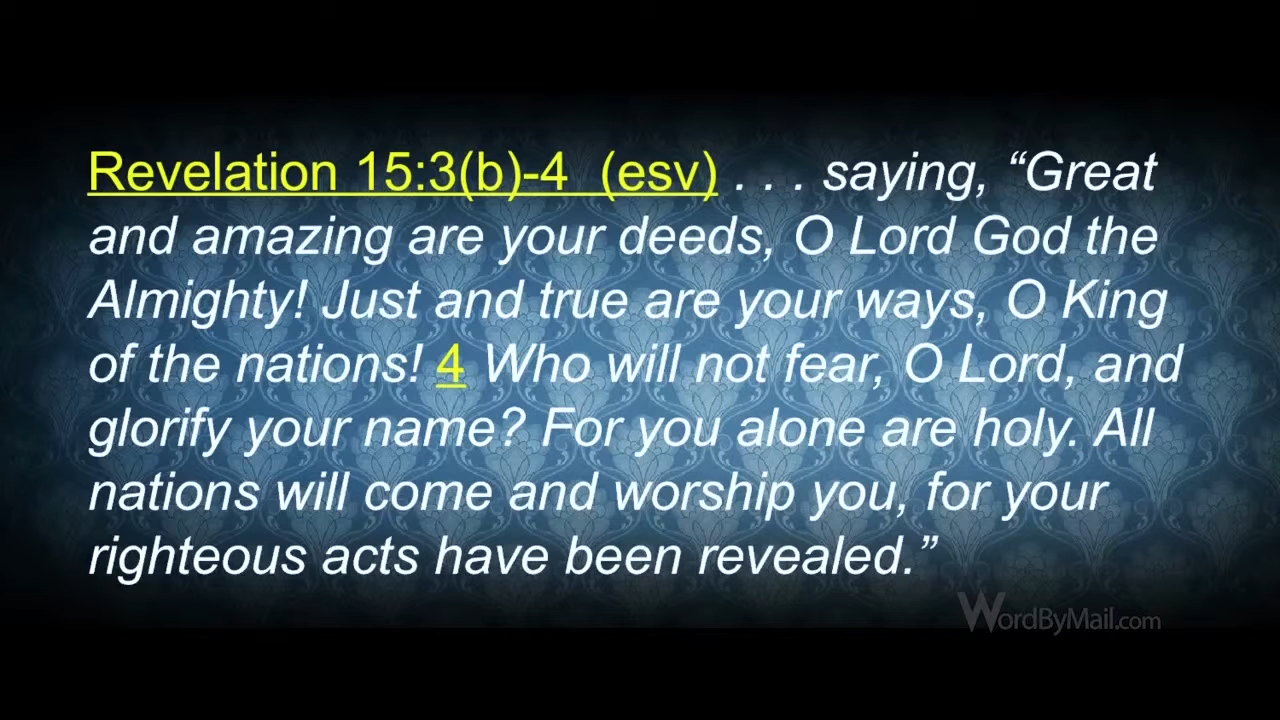 Revelation 15:3(b)-4 (esv) . . . saying, “Great
and amazing are your deeds, O Lord God the
Almighty! Just and true are your ways, O King
of the nations! 4 Who will not fear, O Lord, and
glorify your name? For you alone are holy. All
nations will come and worship you, for your
righteous acts have been revealed.”
WordByMail.com